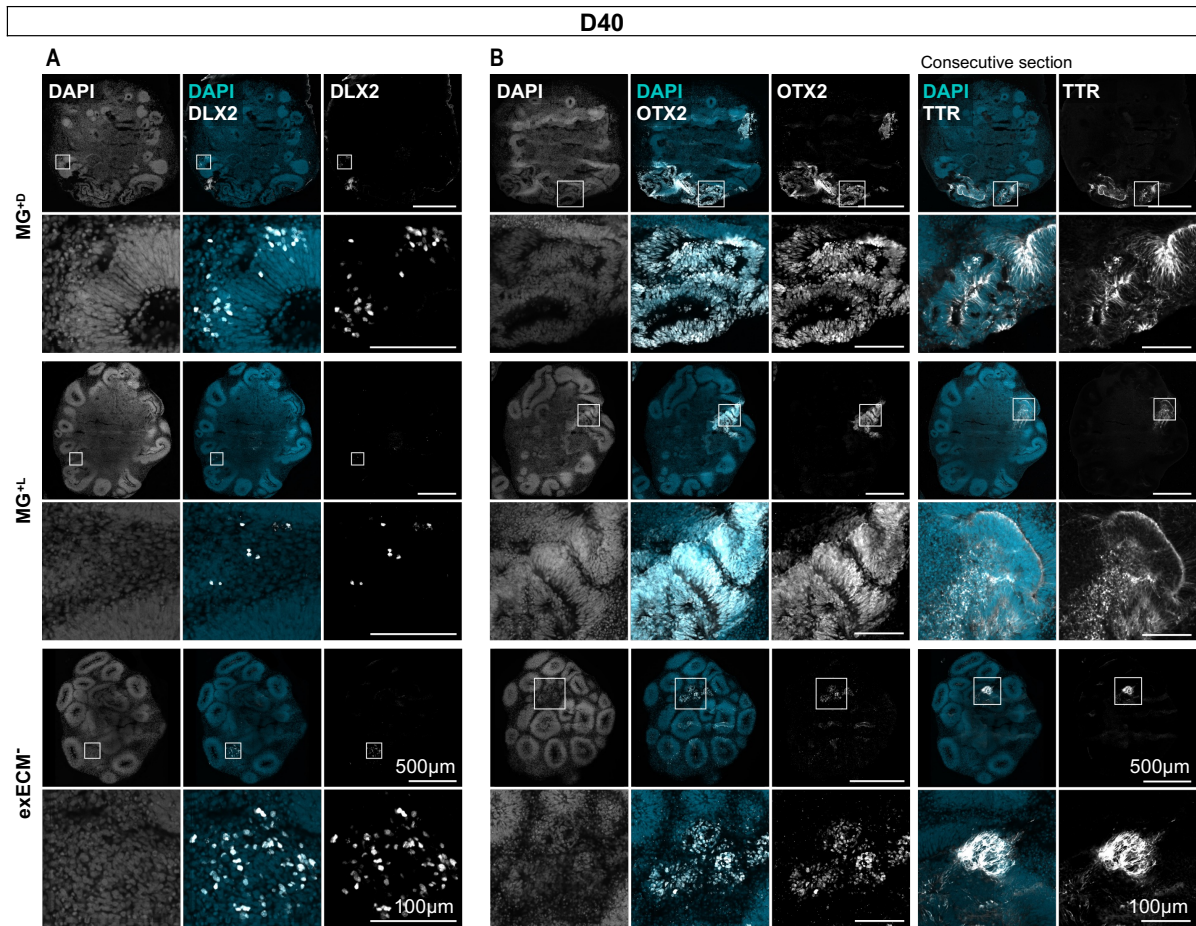 D40
A
B
Consecutive section
DAPI
DAPI
DLX2
DLX2
DAPI
DAPI
OTX2
OTX2
DAPI
TTR
TTR
MG+D
MG+L
exECM-
500µm
500µm
100µm
100µm